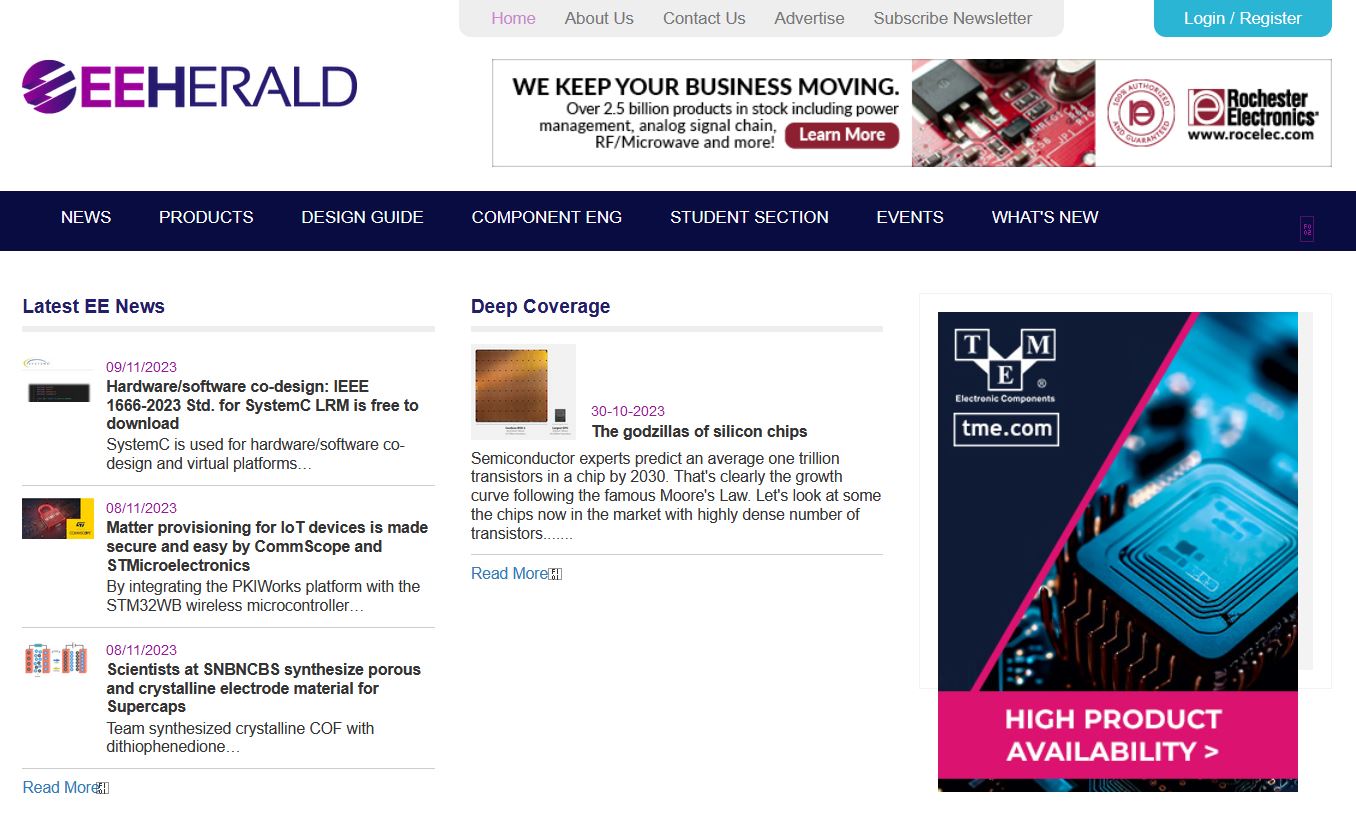 Home About Us Contact Us Advertise Subscribe Newsletter Login / Register
EEHERALD
WE KEEP YOUR BUSINESS MOVING.
Over 2.5 billion products in stock including power
management, analog signal chain,
RF/Microwave and more!
Learn More
100% AUTHORIZED
AND GUARANTEED
Rochester
Electronics
www.rocelec.com
NEWS PRODUCTS DESIGN GUIDE COMPONENT ENG STUDENT SECTION EVENTS WHAT'S NEW
Latest EE News
09/11/2023
Hardware/software co-design: IEEE
1666-2023 Std. for SystemC LRM is free to
download
SystemC is used for hardware/software co-
design and virtual platforms…
08/11/2023
Matter provisioning for IoT devices is made
secure and easy by CommScope and
STMicroelectronics
By integrating the PKIWorks platform with the
STM32WB wireless microcontroller…
08/11/2023
Scientists at SNBNCBS synthesize porous
and crystalline electrode material for
Supercaps
Team synthesized crystalline COF with
dithiophenedione…
Read More
Deep Coverage
30-10-2023
The godzillas of silicon chips
Semiconductor experts predict an average one trillion
transistors in a chip by 2030. That's clearly the growth
curve following the famous Moore's Law. Let's look at some
the chips now in the market with highly dense number of
transistors.......
Read More
TME
Electronic Components
tme.com
HIGH PRODUCT
AVAILABILITY >